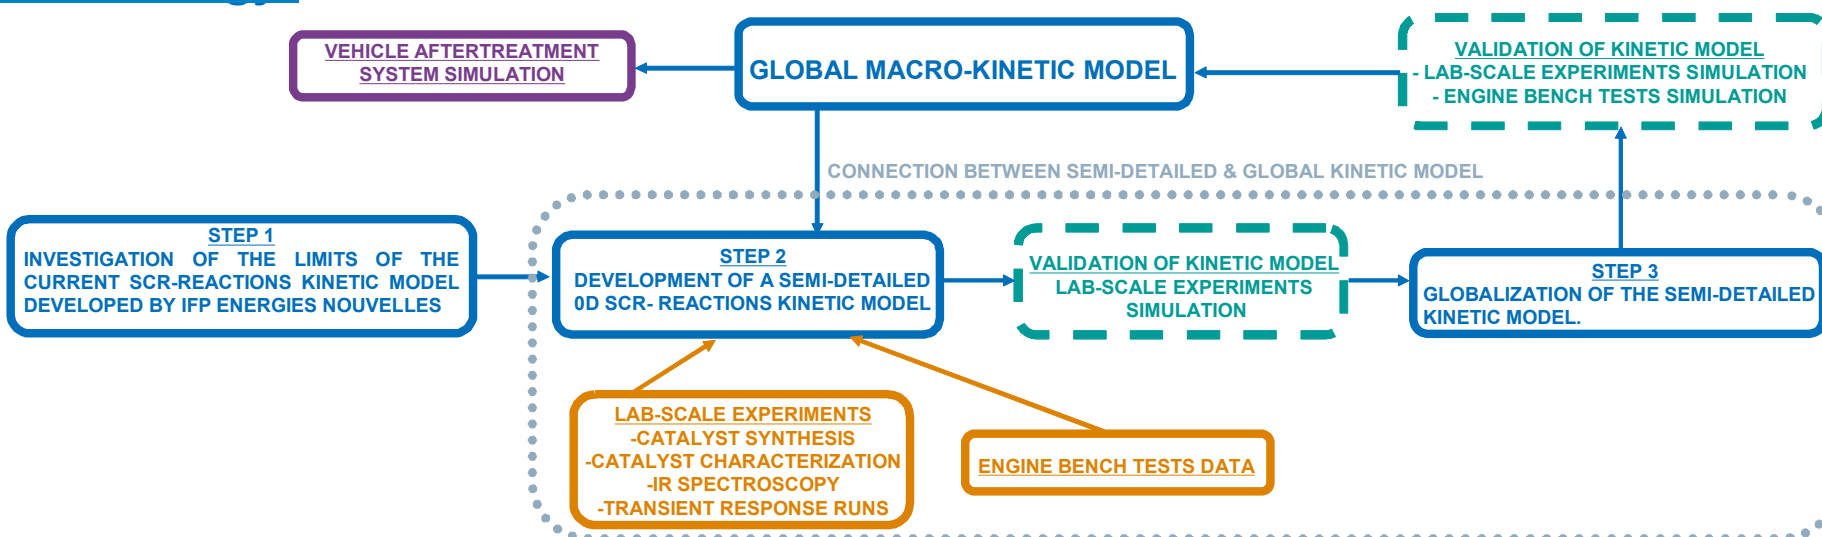 VEHICLE AFTERTREATMENT
SYSTEM SIMULATION
GLOBAL MACRO-KINETIC MODEL
VALIDATION OF KINETIC MODEL
- LAB-SCALE EXPERIMENTS SIMULATION
- ENGINE BENCH TESTS SIMULATION
CONNECTION BETWEEN SEMI-DETAILED & GLOBAL KINETIC MODEL
STEP 1
INVESTIGATION OF THE LIMITS OF THE
CURRENT SCR-REACTIONS KINETIC MODEL
DEVELOPED BY IFP ENERGIES NOUVELLES
STEP 2
DEVELOPMENT OF A SEMI-DETAILED
0D SCR- REACTIONS KINETIC MODEL
VALIDATION OF KINETIC MODEL
LAB-SCALE EXPERIMENTS
SIMULATION
STEP 3
GLOBALIZATION OF THE SEMI-DETAILED
KINETIC MODEL.
LAB-SCALE EXPERIMENTS
-CATALYST SYNTHESIS
-CATALYST CHARACTERIZATION
-IR SPECTROSCOPY
-TRANSIENT RESPONSE RUNS
ENGINE BENCH TESTS DATA